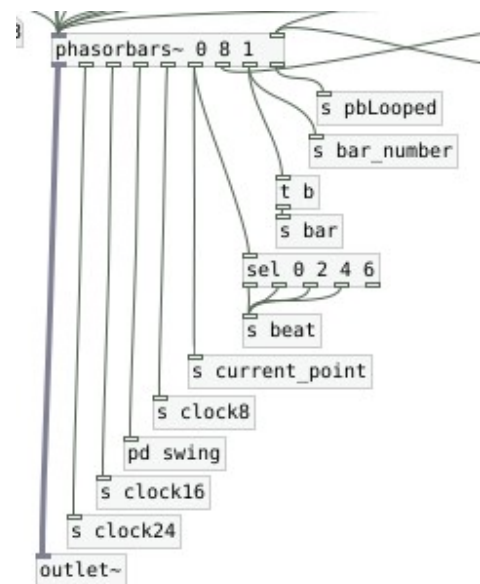 phasorbars~ 0 8 1
s pbLooped
s bar_number
t b
s bar
sel 0 2 4 6
s beat
s current_point
s clock8
pd swing
s clock16
s clock24
outlet~